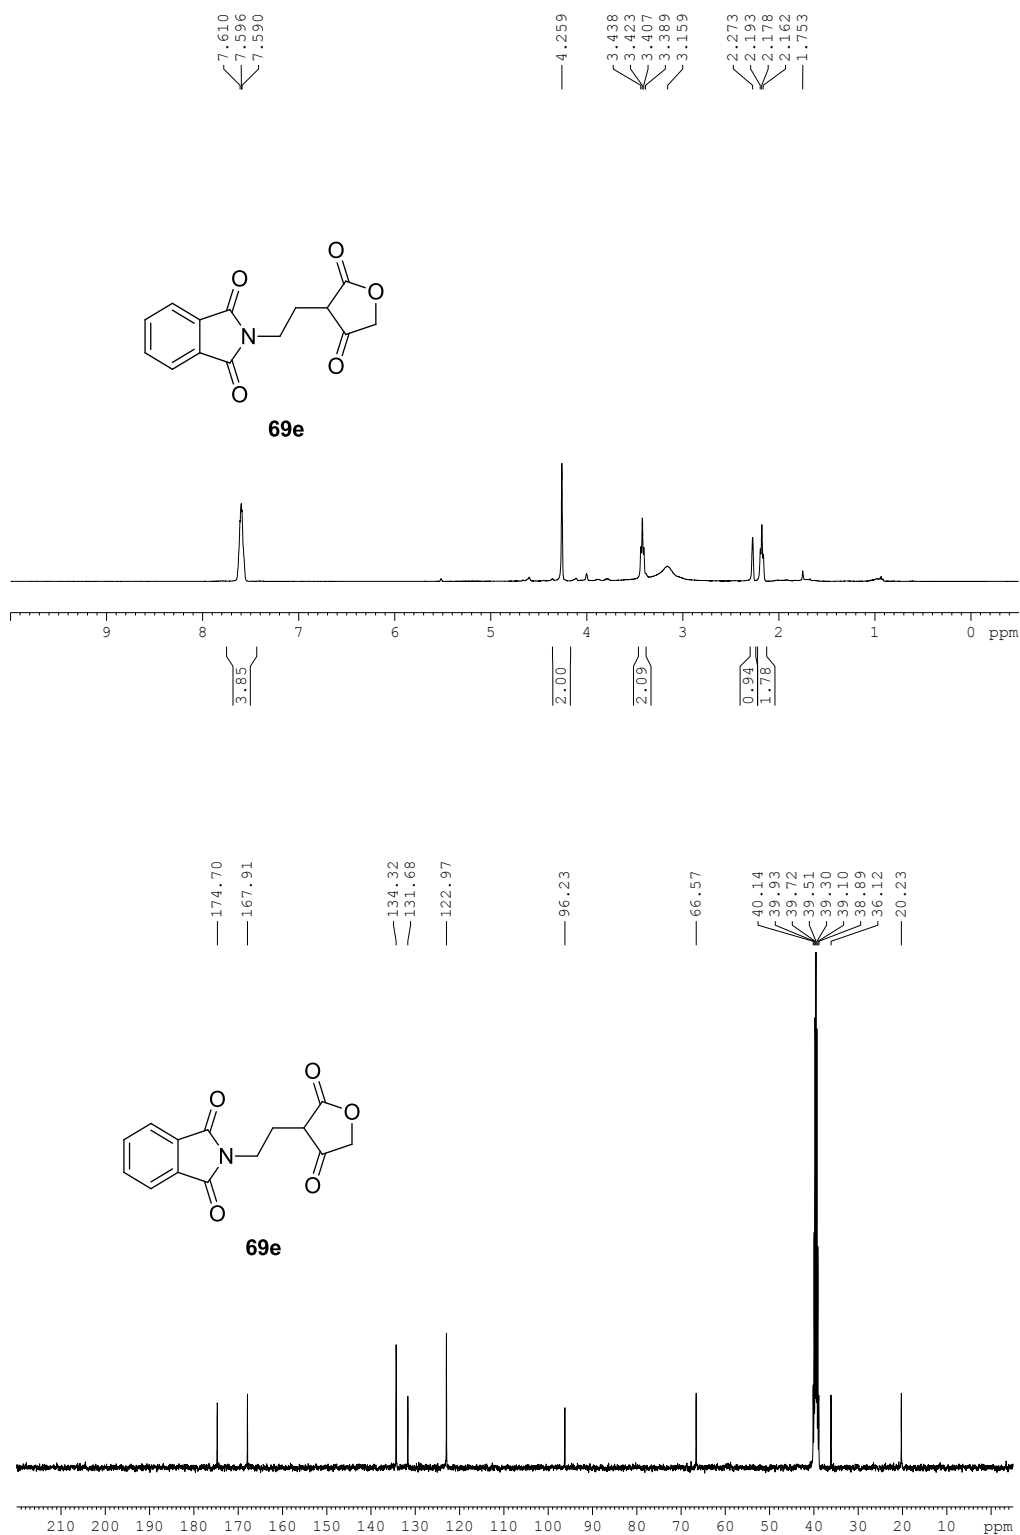 7.610 7.596 7.590 4.259 3.438 3.423 3.407 3.389 3.159 2.273 2.193 2.178 2.162 1.753
O
O
O
N
O
O
69e
9 8 7 6 5 4 3 2 1 0 ppm
3.85 2.00 2.09 0.94 1.78
174.70 167.91 134.32 131.68 122.97 96.23 66.57 40.14 39.93 39.72 39.51 39.30 39.10 38.89 36.12 20.23
O
O
O
N
O
O
69e
210 200 190 180 170 160 150 140 130 120 110 100 90 80 70 60 50 40 30 20 10 ppm